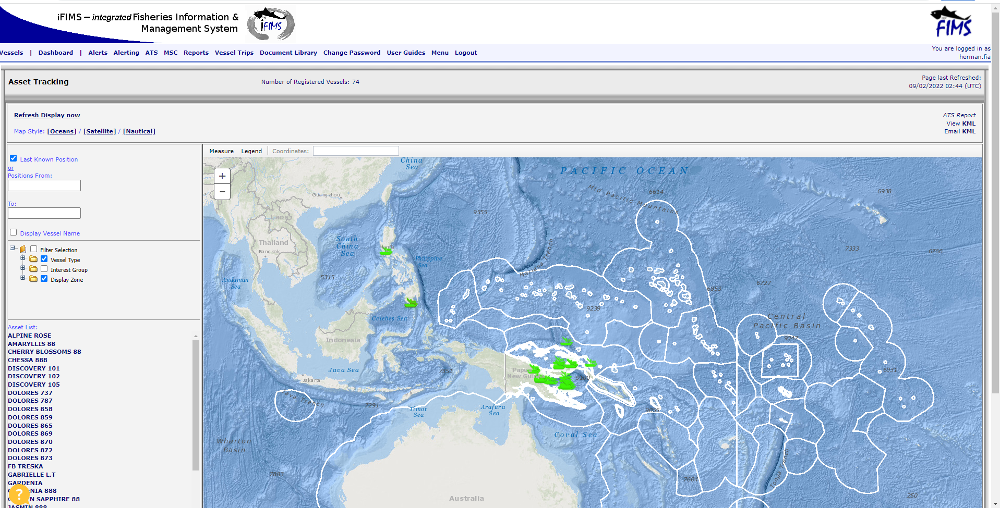 iFIMS – integrated Fisheries Information &
Management System
iFIMS
FIMS
Vessels | Dashboard | Alerts Alerting ATS MSC Reports Vessel Trips Document Library Change Password User Guides Menu Logout
You are logged in as
herman.fia
Asset Tracking
Number of Registered Vessels: 74
Page last Refreshed:
09/02/2022 02:44 (UTC)
Refresh Display now
Map Style: [Oceans] / [Satellite] / [Nautical]
ATS Report
View KML
Email KML
Last Known Position
or
Positions From:
To:
Display Vessel Name
Filter Selection
Vessel Type
Interest Group
Display Zone
Asset List:
ALPINE ROSE
AMARYLLIS 88
CHERRY BLOSSOMS 88
CHESSA 888
DISCOVERY 101
DISCOVERY 102
DISCOVERY 105
DOLORES 737
DOLORES 787
DOLORES 858
DOLORES 859
DOLORES 865
DOLORES 869
DOLORES 870
DOLORES 872
DOLORES 873
FB TRESKA
GABRIELLE L.T
GARDENIA
ENIA 888
EN SAPPHIRE 88
JASMIN 888
?
Measure Legend Coordinates:
+
−
China
Sea
PACIFIC OCEAN
Mid-Pacific Mountains
6614
6938
Guangzhou
9555
Laos
South
China
Sea
Thailand
Bangkok
Manila
Philippine
Sea
Mariana Trench
7333
6766
5315
Andaman
Sea
6853
6727
Celebes Sea
9239
Central
Pacific Basin
Indonesia
9047
Java Sea
7351
Papua
New Guinea
9100
6031
Jakarta
Java Trench
7291
Timor
Sea
Arafura
Sea
9055
Coral Sea
Wharton
Basin
7883
7604
Tonga Trench
250
Australia